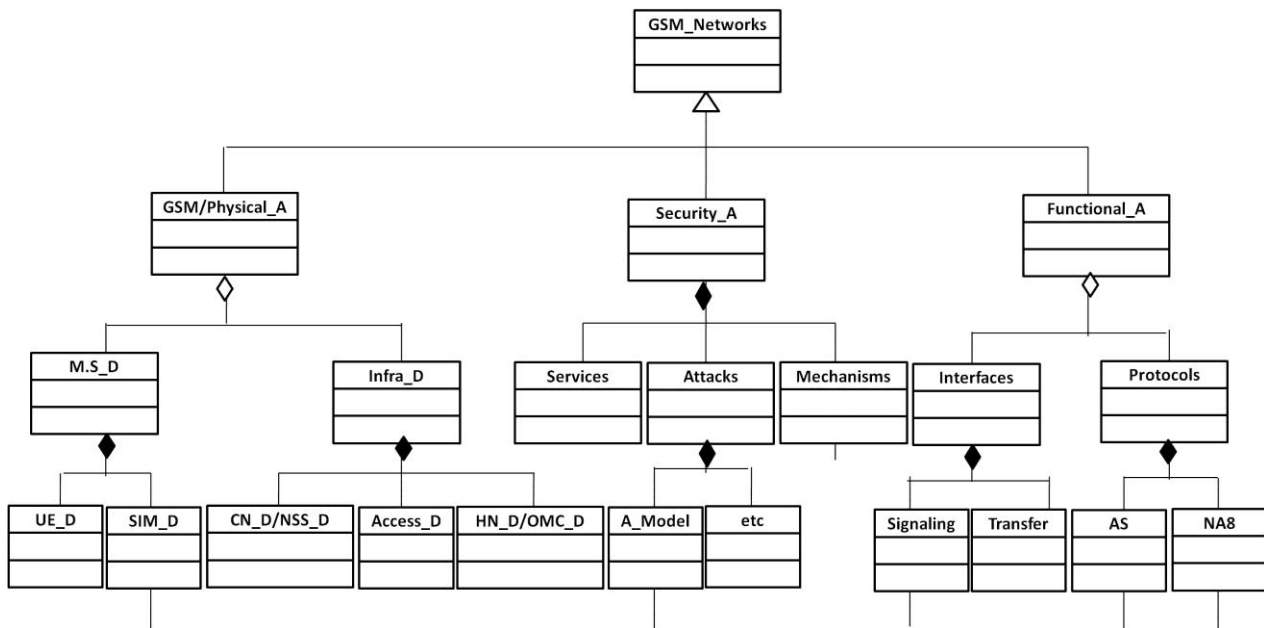 GSM_Networks
GSM/Physical_A
Security_A
Functional_A
M.S_D
Infra_D
Services
Attacks
Mechanisms
Interfaces
Protocols
UE_D
SIM_D
CN_D/NSS_D
Access_D
HN_D/OMC_D
A_Model
etc
Signaling
Transfer
AS
NA8